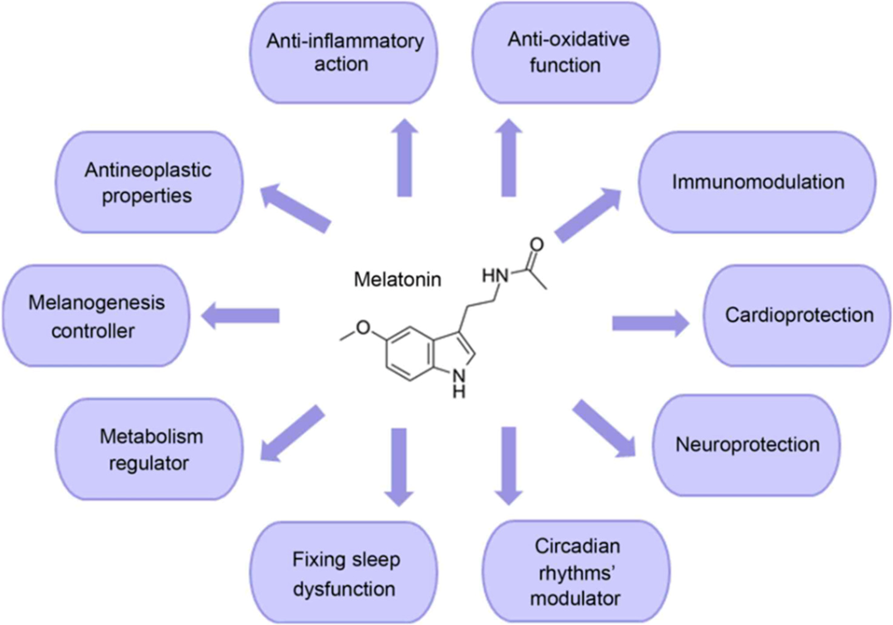 Anti-inflammatory
action
Anti-oxidative
function
Antineoplastic
properties
Immunomodulation
Melatonin
HN
O
O
N
H
Melanogenesis
controller
Cardioprotection
Metabolism
regulator
Neuroprotection
Fixing sleep
dysfunction
Circadian
rhythms’
modulator